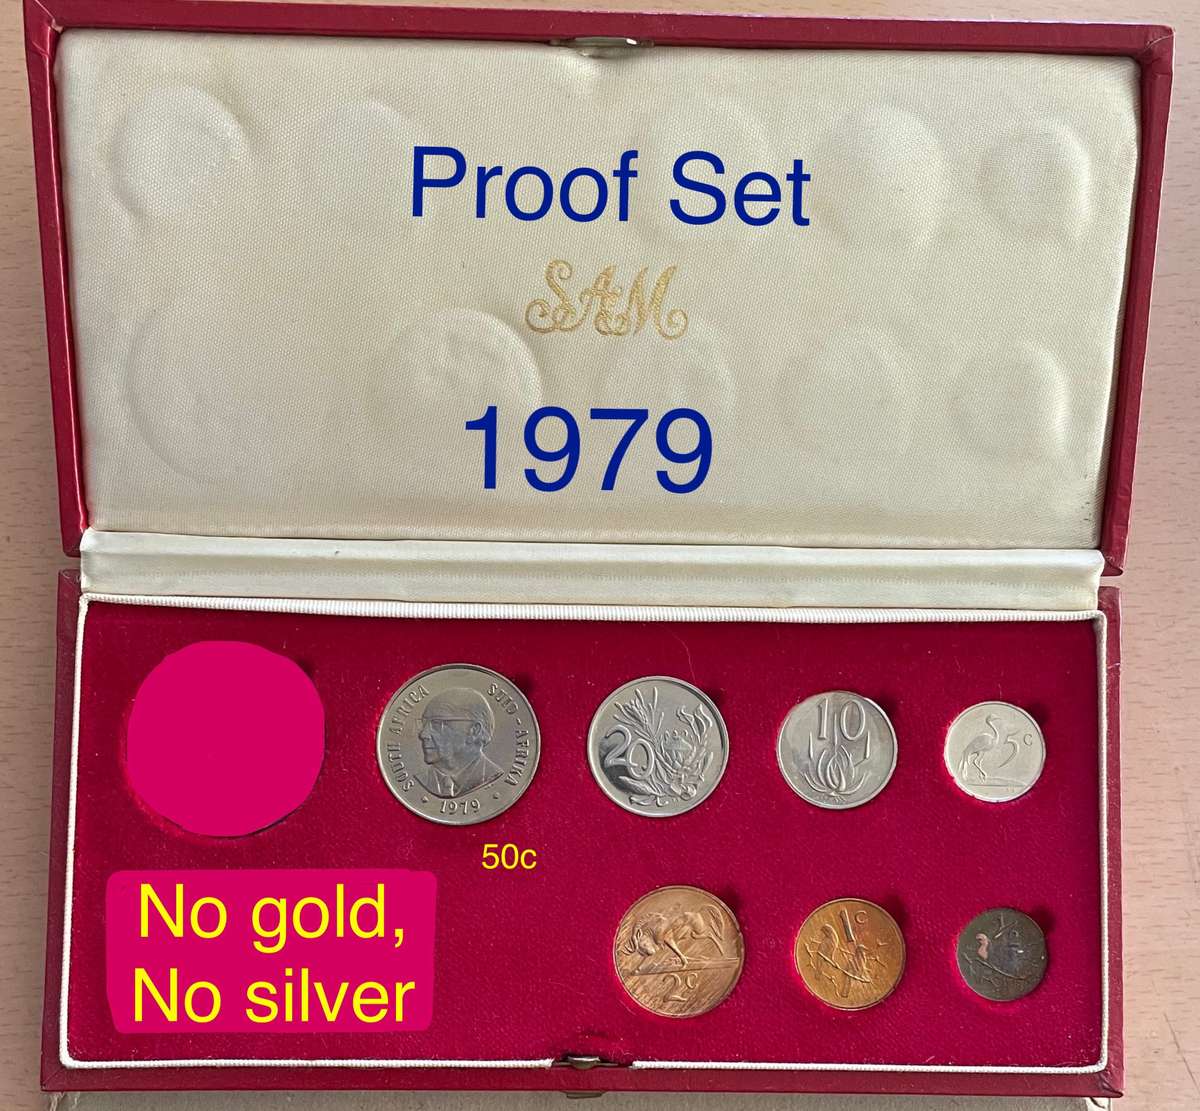 Proof Set
SAM
1979
SOUTH AFRICA SUID-AFRIKA
· 1979 ·
20
10
5c
50c
No gold,
No silver
2c
1c
½c